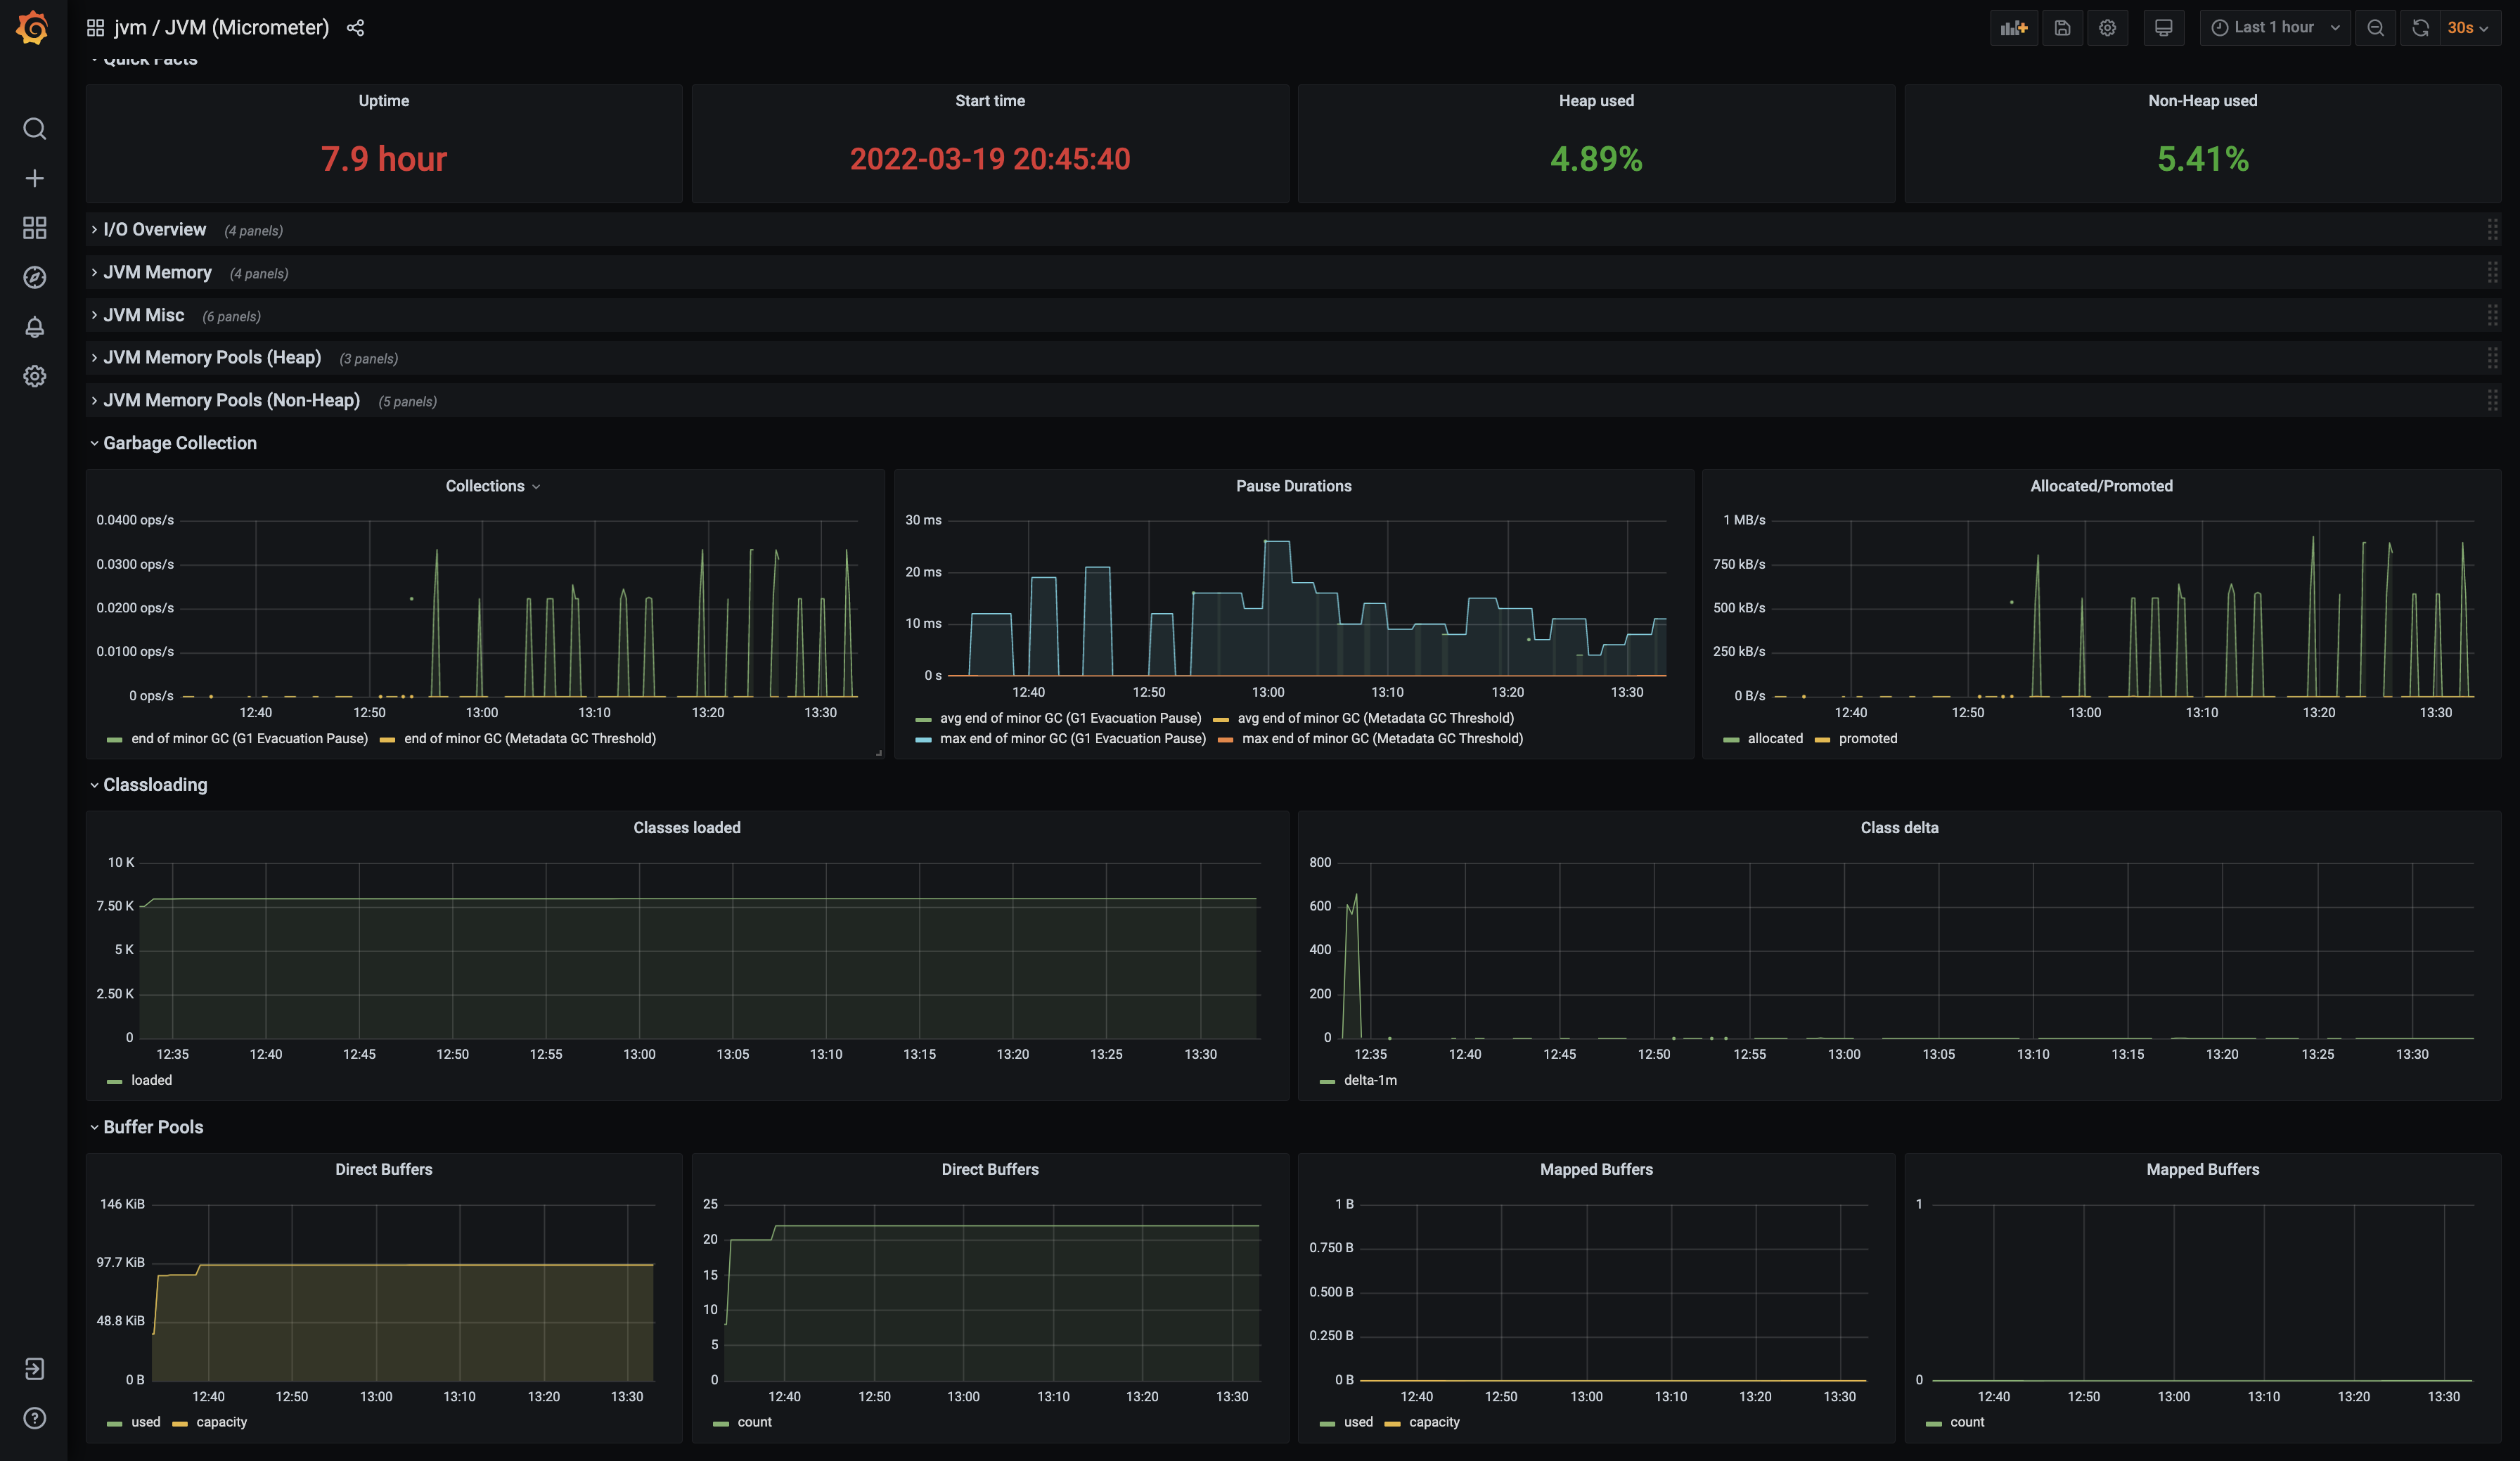 jvm / JVM (Micrometer)
Last 1 hour
30s
Quick Facts
Uptime
7.9 hour
Start time
2022-03-19 20:45:40
Heap used
4.89%
Non-Heap used
5.41%
I/O Overview (4 panels)
JVM Memory (4 panels)
JVM Misc (6 panels)
JVM Memory Pools (Heap) (3 panels)
JVM Memory Pools (Non-Heap) (5 panels)
Garbage Collection
Collections
0.0400 ops/s
0.0300 ops/s
0.0200 ops/s
0.0100 ops/s
0 ops/s
12:40 12:50 13:00 13:10 13:20 13:30
end of minor GC (G1 Evacuation Pause) end of minor GC (Metadata GC Threshold)
Pause Durations
30 ms
20 ms
10 ms
0 s
12:40 12:50 13:00 13:10 13:20 13:30
avg end of minor GC (G1 Evacuation Pause) avg end of minor GC (Metadata GC Threshold)
max end of minor GC (G1 Evacuation Pause) max end of minor GC (Metadata GC Threshold)
Allocated/Promoted
1 MB/s
750 kB/s
500 kB/s
250 kB/s
0 B/s
12:40 12:50 13:00 13:10 13:20 13:30
allocated promoted
Classloading
Classes loaded
10 K
7.50 K
5 K
2.50 K
0
12:35 12:40 12:45 12:50 12:55 13:00 13:05 13:10 13:15 13:20 13:25 13:30
loaded
Class delta
800
600
400
200
0
12:35 12:40 12:45 12:50 12:55 13:00 13:05 13:10 13:15 13:20 13:25 13:30
delta-1m
Buffer Pools
Direct Buffers
146 KiB
97.7 KiB
48.8 KiB
0 B
12:40 12:50 13:00 13:10 13:20 13:30
used capacity
Direct Buffers
25
20
15
10
5
0
12:40 12:50 13:00 13:10 13:20 13:30
count
Mapped Buffers
1 B
0.750 B
0.500 B
0.250 B
0 B
12:40 12:50 13:00 13:10 13:20 13:30
used capacity
Mapped Buffers
1
0
12:40 12:50 13:00 13:10 13:20 13:30
count